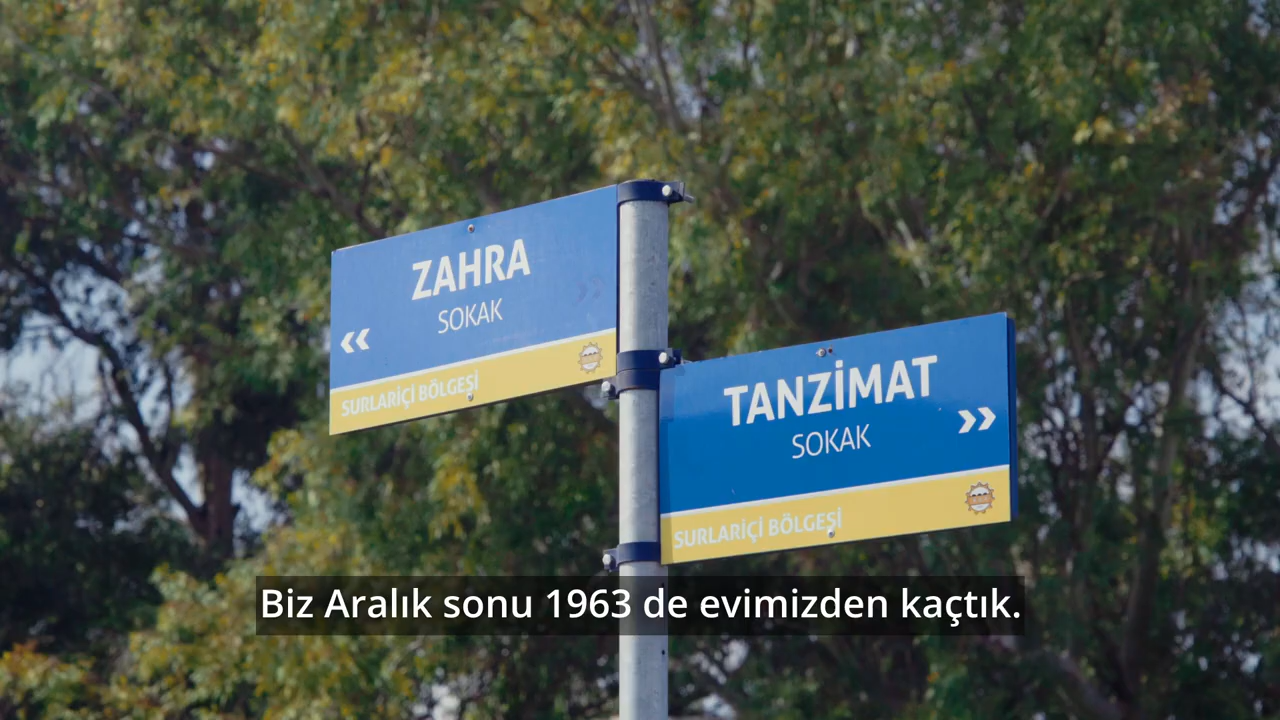 ZAHRA
SOKAK
«
SURLARİÇİ BÖLGEŞİ
TANZİMAT
SOKAK
»
SURLARİÇİ BÖLGEŞİ
Biz Aralık sonu 1963 de evimizden kaçtık.